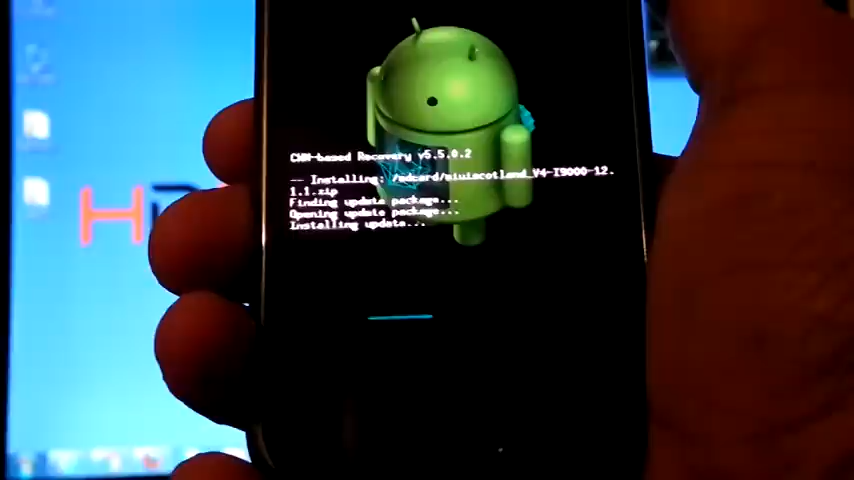 CWM-based Recovery v5.5.0.2
-- Installing: /sdcard/miuiscotland_V4-I9000-12.
1.1.zip
Finding update package...
Opening update package...
Installing update...
H